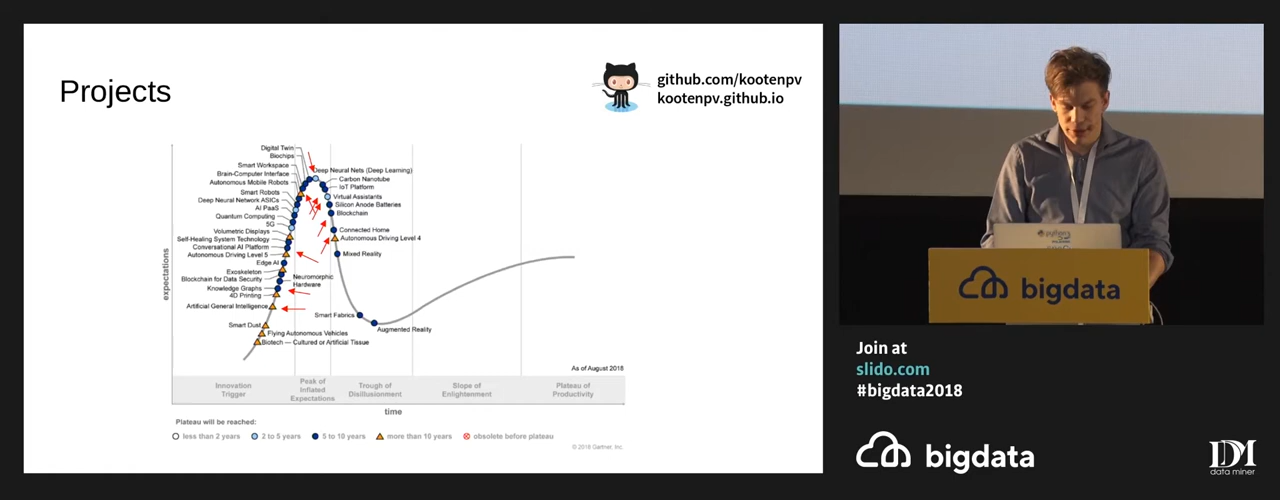 Projects
github.com/kootenpv
kootenpv.github.io
Digital Twin
Biochips
Smart Workspace
Brain-Computer Interface
Autonomous Mobile Robots
Smart Robots
Deep Neural Network ASICs
AI PaaS
Quantum Computing
5G
Volumetric Displays
Self-Healing System Technology
Conversational AI Platform
Autonomous Driving Level 5
Edge AI
Exoskeleton
Blockchain for Data Security
Neuromorphic
Hardware
Knowledge Graphs
4D Printing
Artificial General Intelligence
Smart Dust
Flying Autonomous Vehicles
Biotech — Cultured or Artificial Tissue
Deep Neural Nets (Deep Learning)
Carbon Nanotube
IoT Platform
Virtual Assistants
Silicon Anode Batteries
Blockchain
Connected Home
Autonomous Driving Level 4
Mixed Reality
Smart Fabrics
Augmented Reality
expectations
As of August 2018
Innovation
Trigger
Peak of
Inflated
Expectations
Trough of
Disillusionment
Slope of
Enlightenment
Plateau of
Productivity
time
Plateau will be reached:
less than 2 years
2 to 5 years
5 to 10 years
more than 10 years
obsolete before plateau
© 2018 Gartner, Inc.
python
bigdata
Join at
slido.com
#bigdata2018
bigdata
DM
data miner